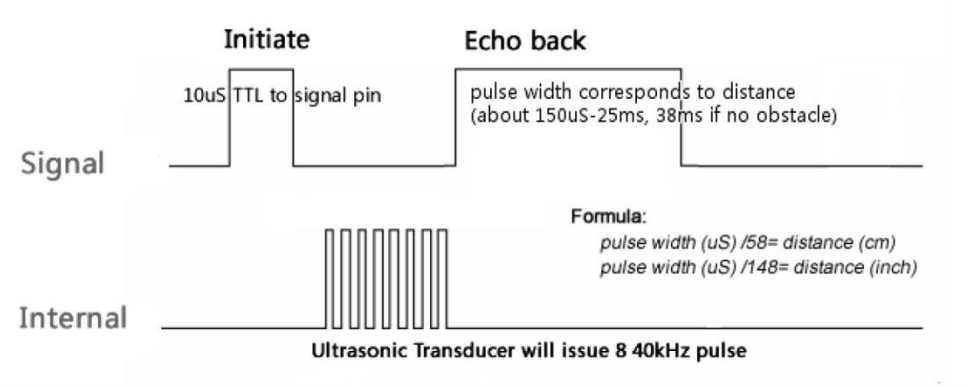 Initiate
Echo back
10uS TTL to signal pin
pulse width corresponds to distance
(about 150uS-25ms, 38ms if no obstacle)
Signal
Formula:
pulse width (uS) /58= distance (cm)
pulse width (uS) /148= distance (inch)
Internal
Ultrasonic Transducer will issue 8 40kHz pulse